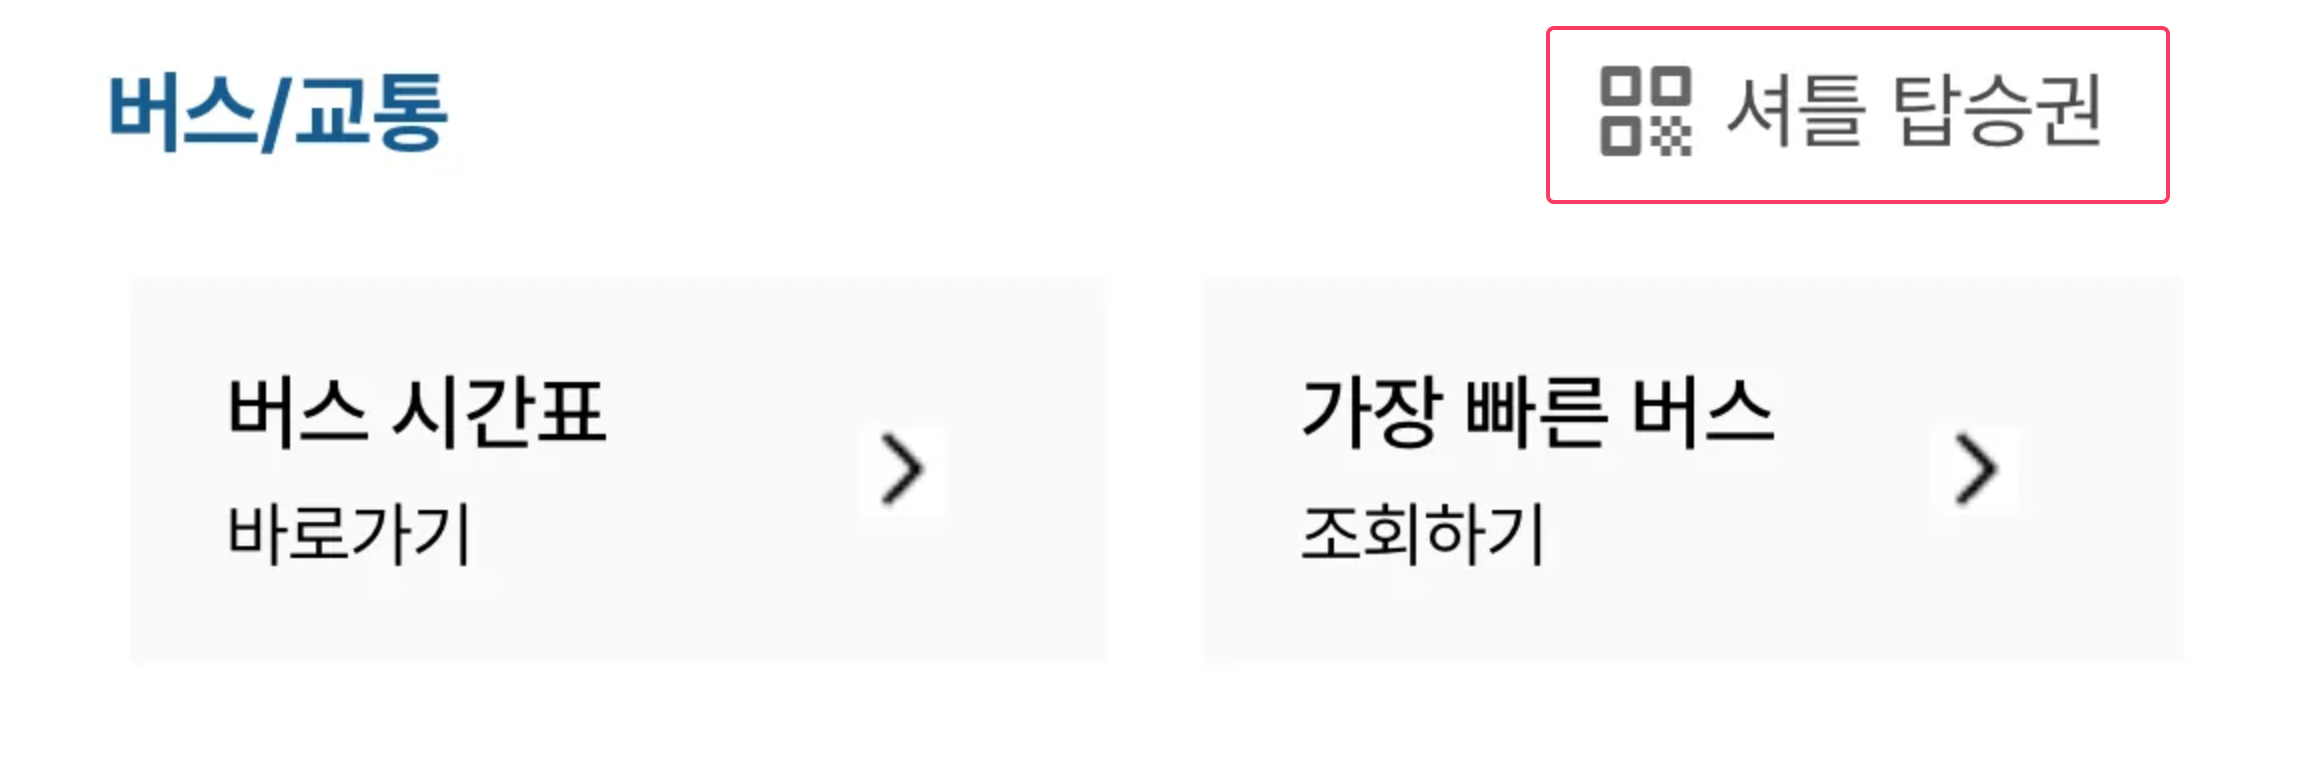 버스/교통
셔틀 탑승권
버스 시간표
바로가기
가장 빠른 버스
조회하기